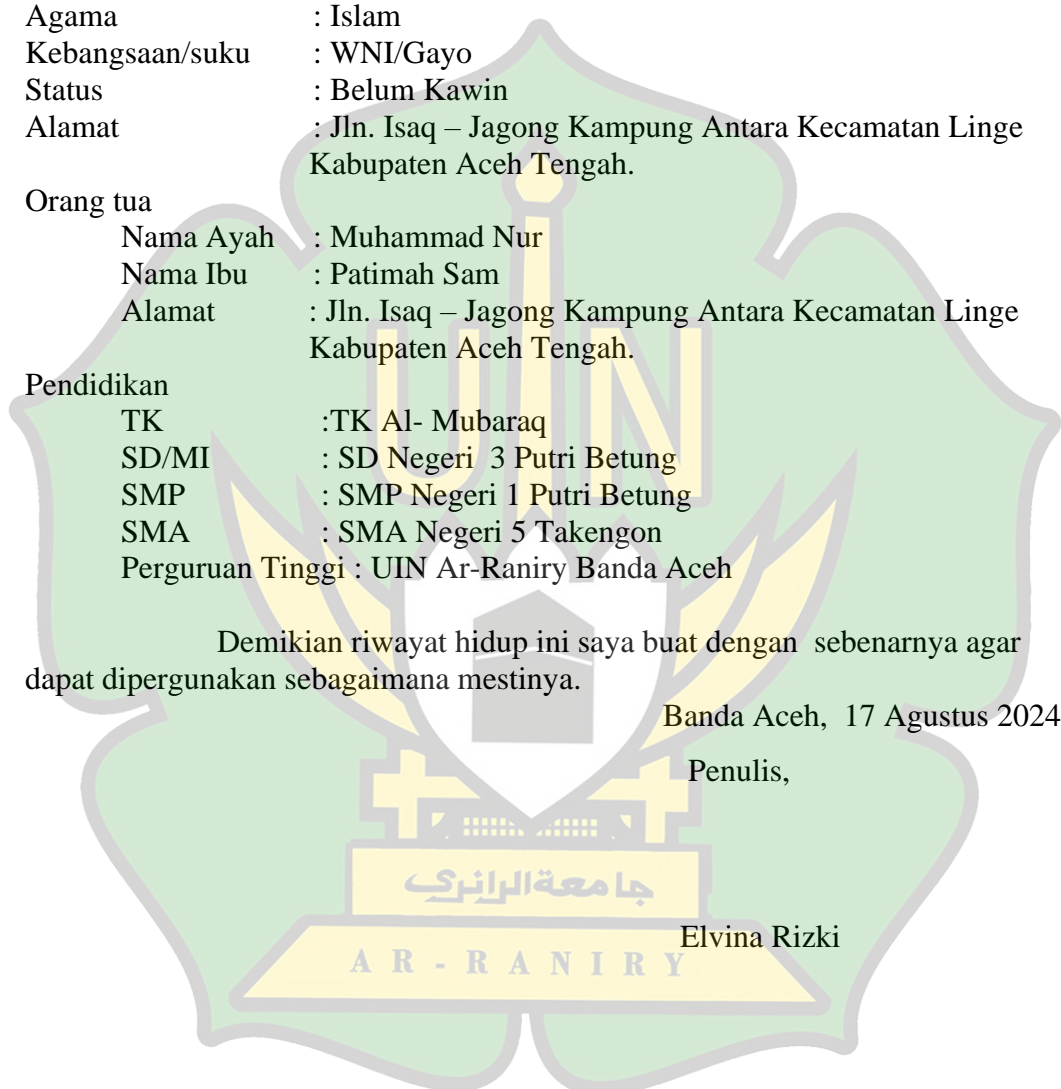 Agama : Islam
Kebangsaan/suku : WNI/Gayo
Status : Belum Kawin
Alamat : Jln. Isaq – Jagong Kampung Antara Kecamatan Linge
Kabupaten Aceh Tengah.
Orang tua
Nama Ayah : Muhammad Nur
Nama Ibu : Patimah Sam
Alamat : Jln. Isaq – Jagong Kampung Antara Kecamatan Linge
Kabupaten Aceh Tengah.
Pendidikan
TK :TK Al- Mubaraq
SD/MI : SD Negeri 3 Putri Betung
SMP : SMP Negeri 1 Putri Betung
SMA : SMA Negeri 5 Takengon
Perguruan Tinggi : UIN Ar-Raniry Banda Aceh
Demikian riwayat hidup ini saya buat dengan sebenarnya agar
dapat dipergunakan sebagaimana mestinya.
Banda Aceh, 17 Agustus 2024
Penulis,
Elvina Rizki
UIN
جامعة الرانري
AR-RANIRY